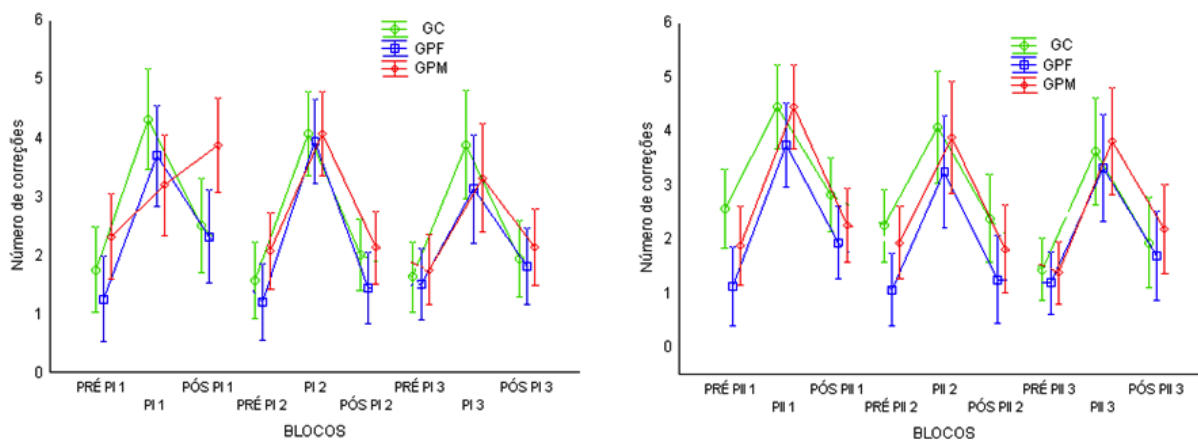 6
5
4
3
2
1
0
Número de correções
GC
GPF
GPM
PRÉ PI 1
PI 1
PÓS PI 1
PRÉ PI 2
PI 2
PÓS PI 2
PRÉ PI 3
PI 3
PÓS PI 3
BLOCOS
6
5
4
3
2
1
0
Número de correções
GC
GPF
GPM
PRÉ PII 1
PII 1
PÓS PII 1
PRÉ PII 2
PII 2
PÓS PII 2
PRÉ PII 3
PII 3
PÓS PII 3
BLOCOS